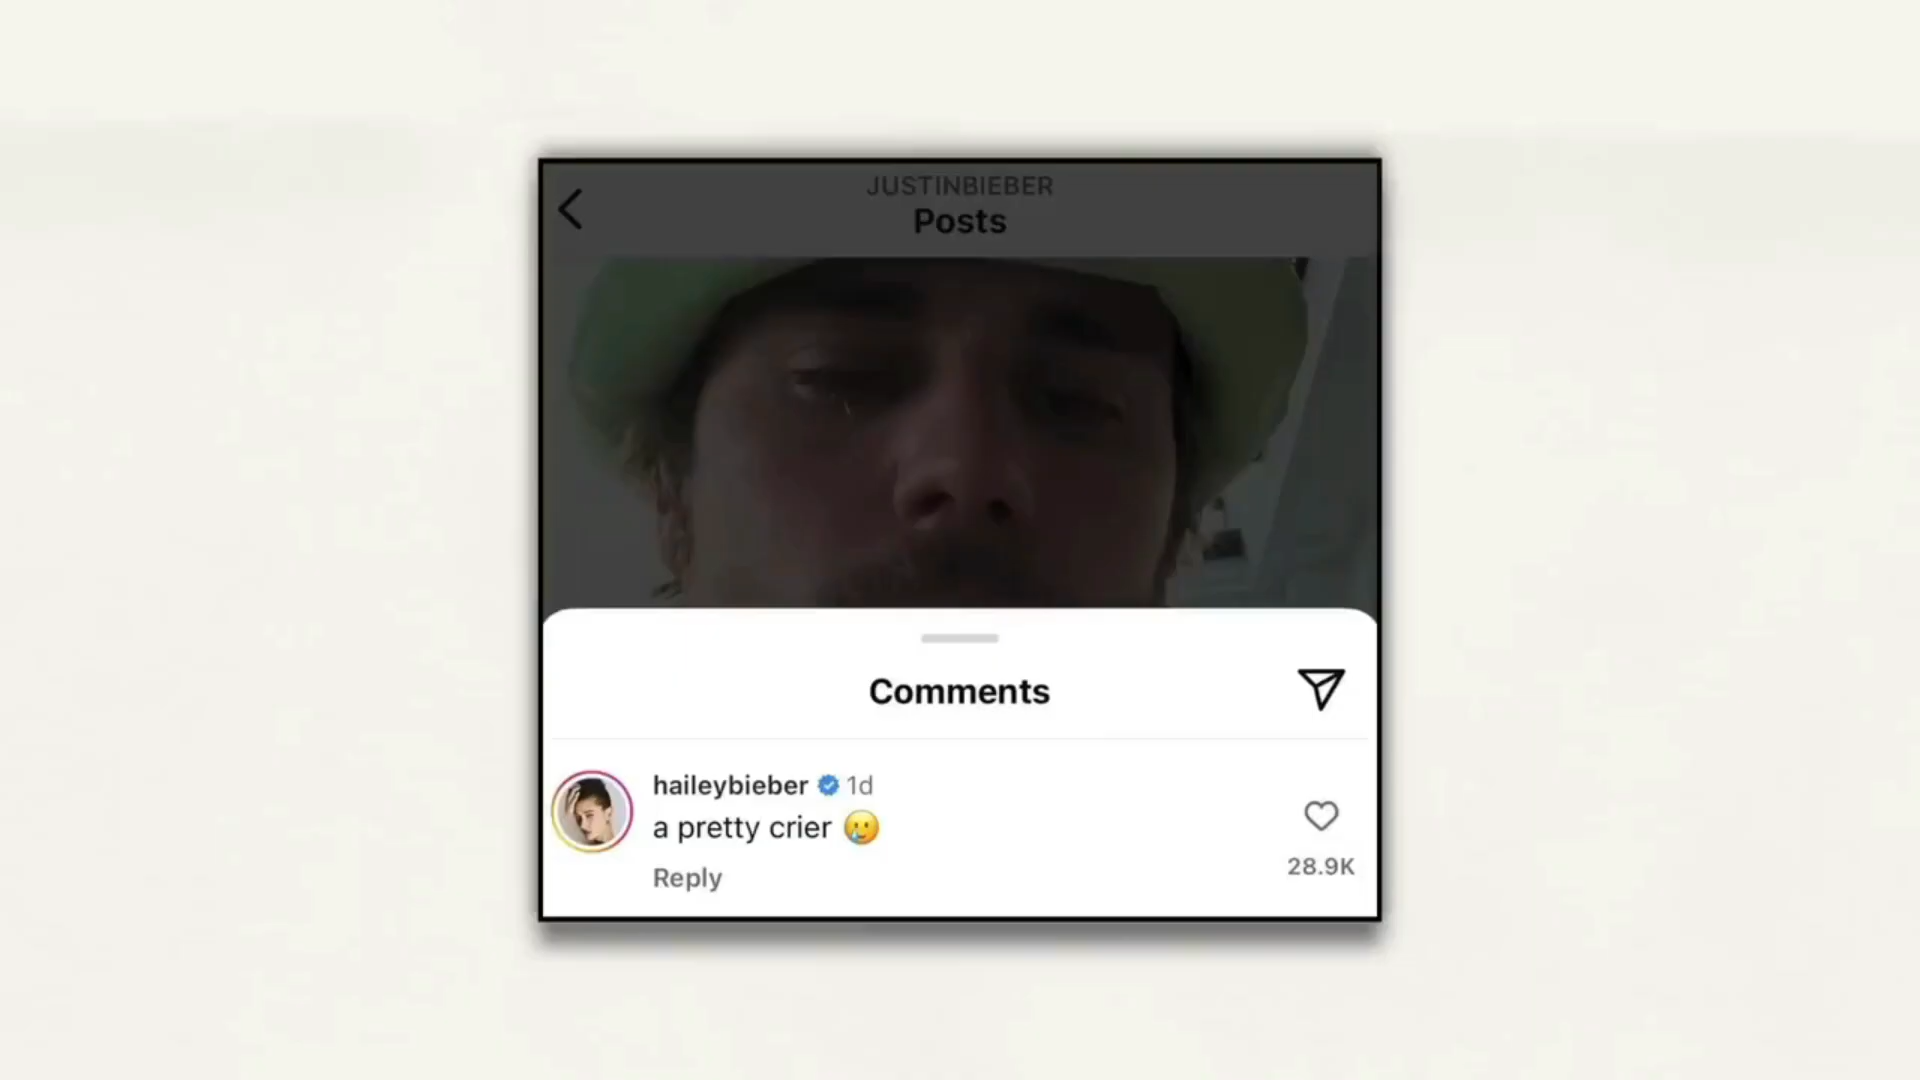 JUSTINBIEBER
Posts
Comments
haileybieber 1d
a pretty crier 🥲
Reply
28.9K